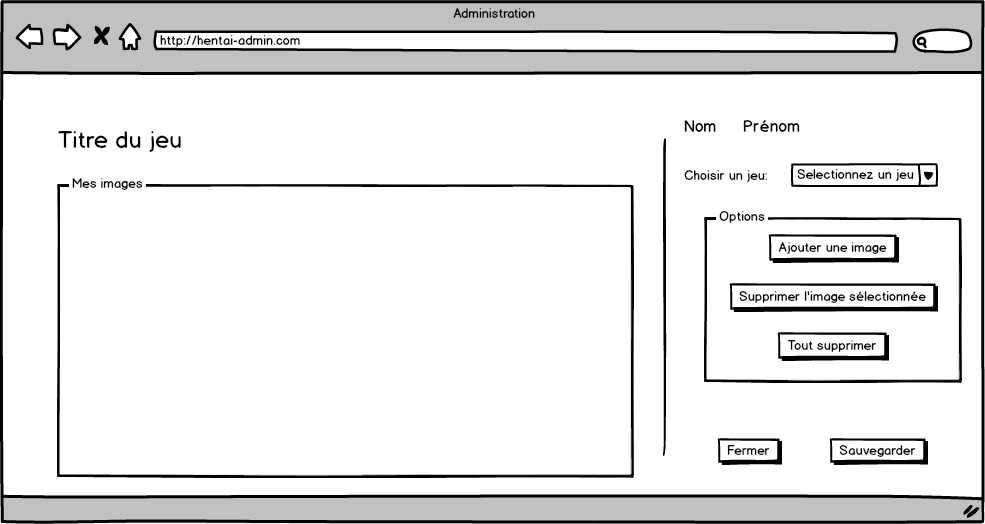 Administration
http://hentai-admin.com
Titre du jeu
Mes images
Nom Prénom
Choisir un jeu: Selectionnez un jeu
Options
Ajouter une image
Supprimer l'image sélectionnée
Tout supprimer
Fermer Sauvegarder